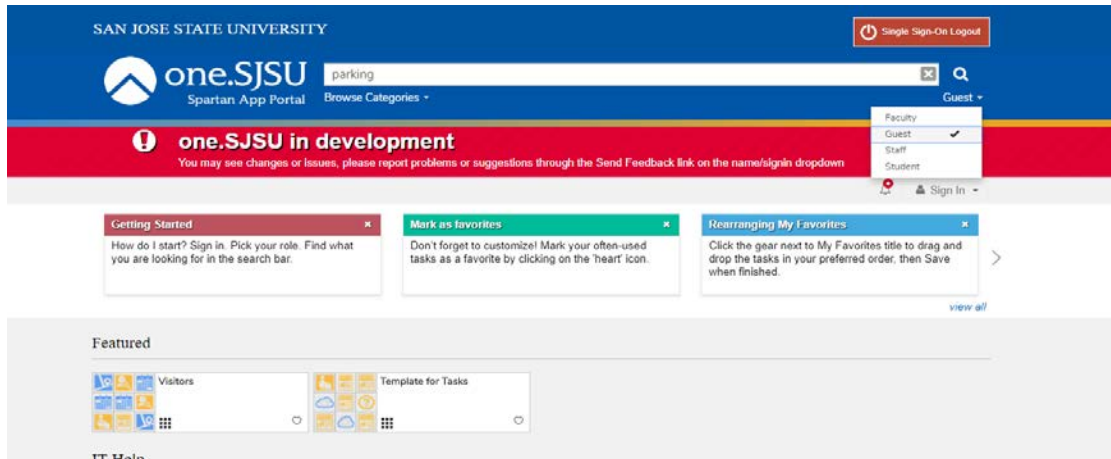 SAN JOSE STATE UNIVERSITY
Single Sign-On Logout
one.SJSU
Spartan App Portal
parking
Browse Categories
Guest
Faculty
Guest
Staff
Student
one.SJSU in development
You may see changes or issues, please report problems or suggestions through the Send Feedback link on the name/signin dropdown
Sign In
Getting Started
How do I start? Sign in. Pick your role. Find what
you are looking for in the search bar.
Mark as favorites
Don't forget to customize! Mark your often-used
tasks as a favorite by clicking on the 'heart' icon.
Rearranging My Favorites
Click the gear next to My Favorites title to drag and
drop the tasks in your preferred order, then Save
when finished.
view all
Featured
Visitors
Template for Tasks
IT Help